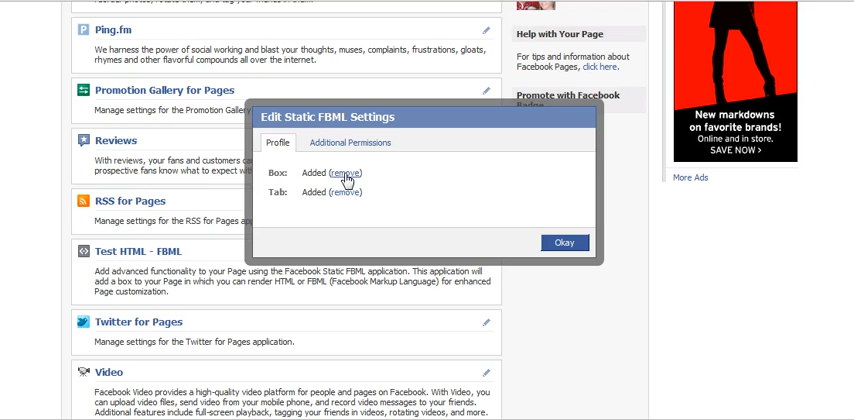 Ping.fm
We harness the power of social working and blast your thoughts, muses, complaints, frustrations, gloats,
rhymes and other flavorful compounds all over the internet.
Promotion Gallery for Pages
Manage settings for the Promotion Gallery
Reviews
With reviews, your fans and customers ca
prospective fans know what to expect with
RSS for Pages
Manage settings for the RSS for Pages ap
Test HTML - FBML
Add advanced functionality to your Page using the Facebook Static FBML application. This application will
add a box to your Page in which you can render HTML or FBML (Facebook Markup Language) for enhanced
Page customization.
Twitter for Pages
Manage settings for the Twitter for Pages application.
Video
Facebook Video provides a high-quality video platform for people and pages on Facebook. With Video, you
can upload video files, send video from your mobile phone, and record video messages to your friends.
Additional features include full-screen playback, tagging your friends in videos, rotating videos, and more.
Edit Static FBML Settings
Profile
Additional Permissions
Box: Added (remove)
Tab: Added (remove)
Okay
Help with Your Page
For tips and information about
Facebook Pages, click here.
Promote with Facebook
New markdowns
on favorite brands!
Online and in store.
SAVE NOW >
More Ads